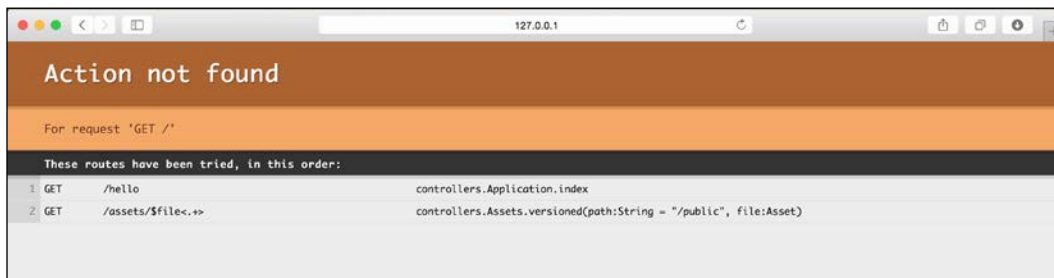 127.0.0.1
Action not found
For request 'GET /'
These routes have been tried, in this order:
1 GET /hello controllers.Application.index
2 GET /assets/$file<.+> controllers.Assets.versioned(path:String = "/public", file:Asset)